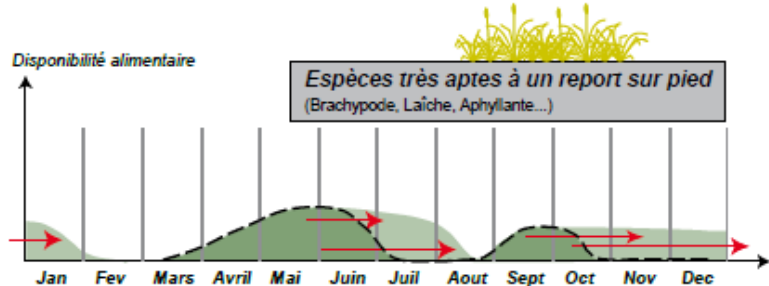 Disponibilité alimentaire
Espèces très aptes à un report sur pied
(Brachypode, Laîche, Aphyllante...)
Jan Fev Mars Avril Mai Juin Juil Aout Sept Oct Nov Dec